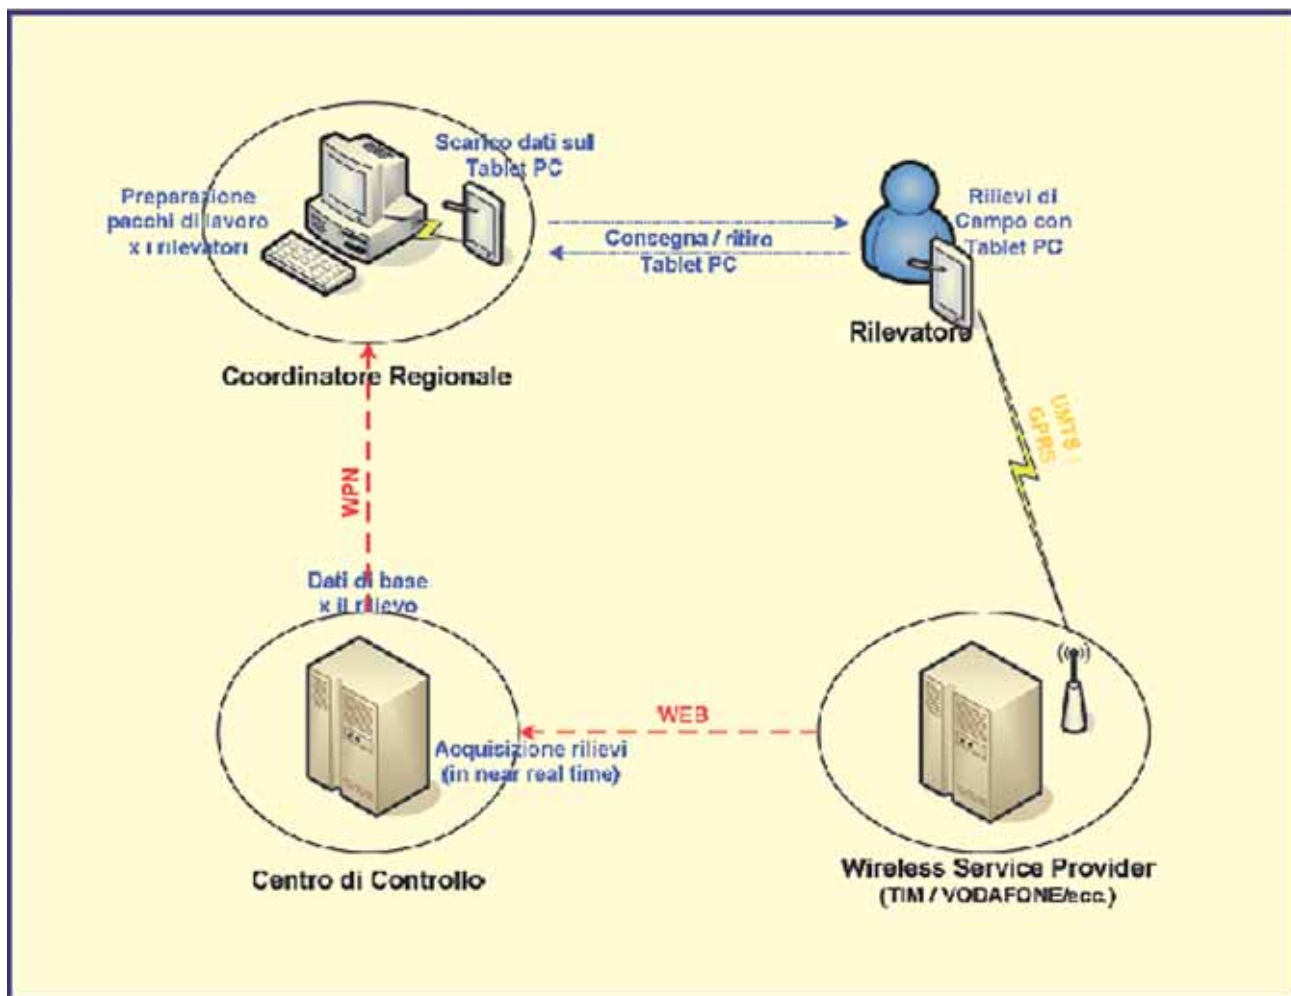 Scarico dati sul
Tablet PC
Preparazione
pacchi di lavoro
x i rilevatori
Consegna / ritiro
Tablet PC
Rilievi di
Campo con
Tablet PC
Rilevatore
Coordinatore Regionale
UMTS /
GPRS
WPN
Dati di base
x il rilievo
WEB
Acquisizione rilievi
(in near real time)
Centro di Controllo
Wireless Service Provider
(TIM / VODAFONE/ecc.)